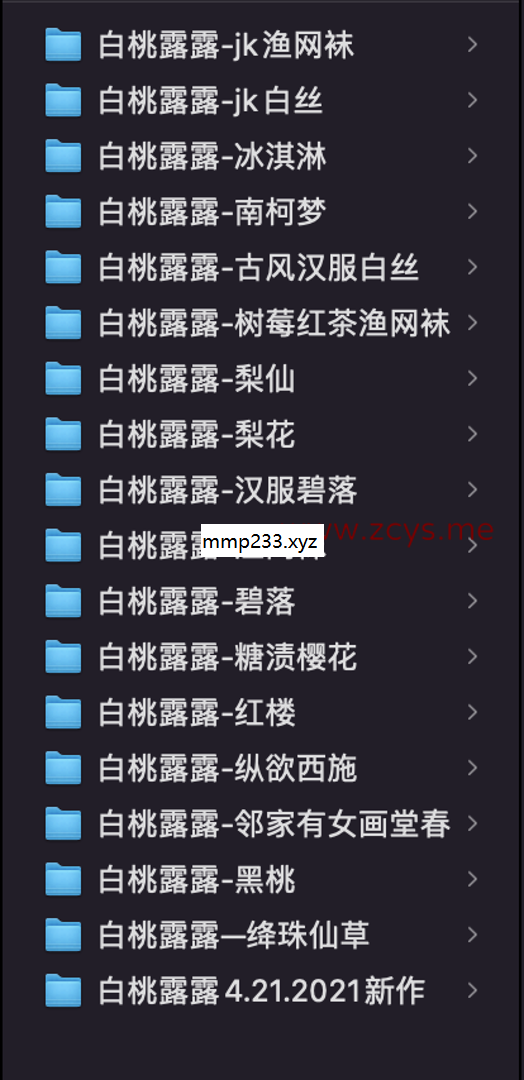 白桃露露-jk渔网袜
白桃露露-jk白丝
白桃露露-冰淇淋
白桃露露-南柯梦
白桃露露-古风汉服白丝
白桃露露-树莓红茶渔网袜
白桃露露-梨仙
白桃露露-梨花
白桃露露-汉服碧落
白桃露
mmp233.xyz
w.zcys.me
白桃露露-碧落
白桃露露-糖渍樱花
白桃露露-红楼
白桃露露-纵欲西施
白桃露露-邻家有女画堂春
白桃露露-黑桃
白桃露露—绛珠仙草
白桃露露4.21.2021新作